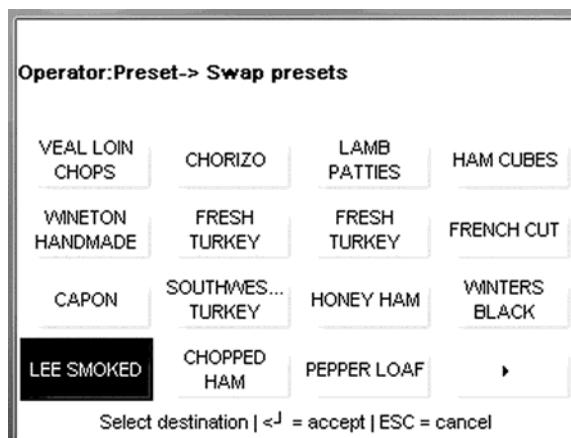 Operator:Preset-> Swap presets
VEAL LOIN
CHOPS
CHORIZO
LAMB
PATTIES
HAM CUBES
WINETON
HANDMADE
FRESH
TURKEY
FRESH
TURKEY
FRENCH CUT
CAPON
SOUTHWES...
TURKEY
HONEY HAM
WINTERS
BLACK
LEE SMOKED
CHOPPED
HAM
PEPPER LOAF
Select destination | <┘ = accept | ESC = cancel